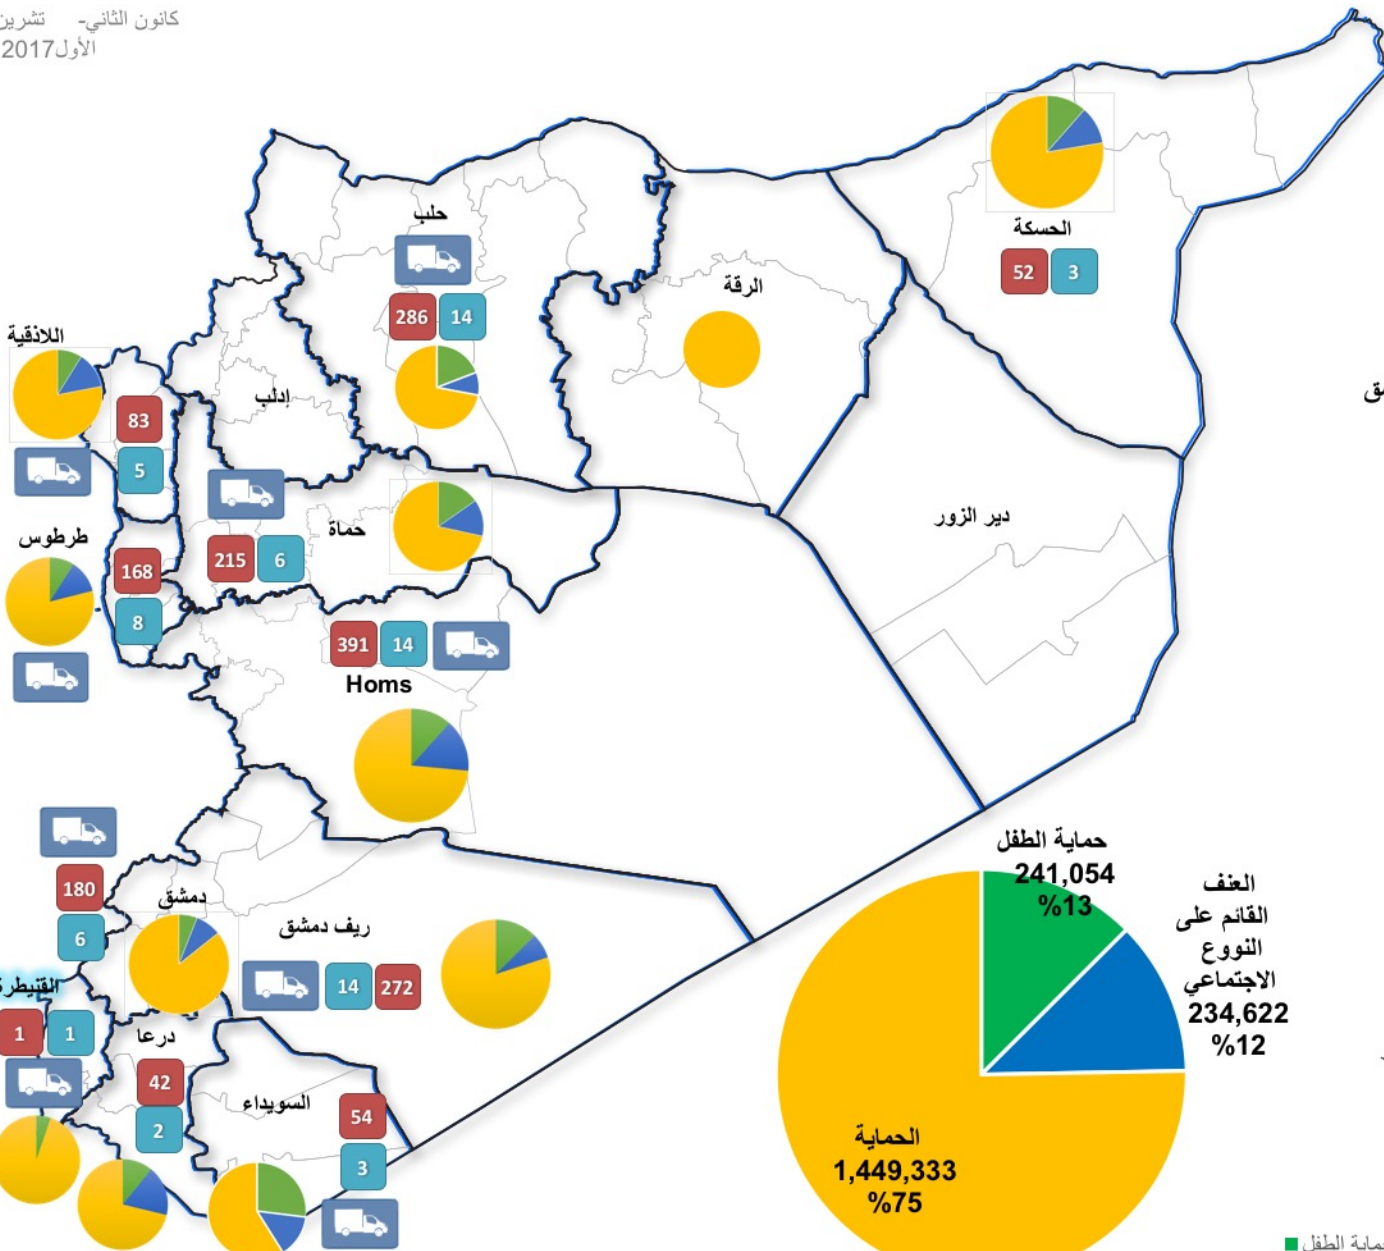 كانون الثاني- تشرين
الأول2017
حلب
286 14
الحسكة
52 3
الرقة
اللاذقية
83
5
إدلب
حماة
215 6
طرطوس
168
8
دير الزور
391 14
Homs
180
6
دمشق
ريف دمشق
14 272
القنيطرة
1 1
درعا
42
2
السويداء
54
3
حماية الطفل
241,054
%13
العنف
القائم على
النووع
الاجتماعي
234,622
%12
الحماية
1,449,333
%75
حماية الطفل